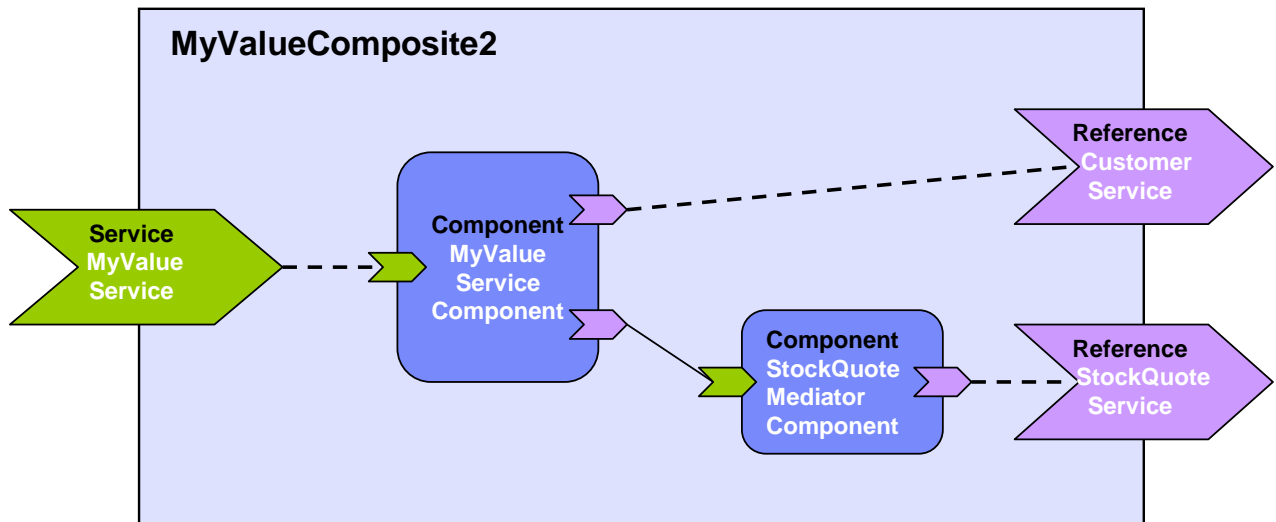 MyValueComposite2
Service
MyValue
Service
Component
MyValue
Service
Component
Component
StockQuote
Mediator
Component
Reference
Customer
Service
Reference
StockQuote
Service